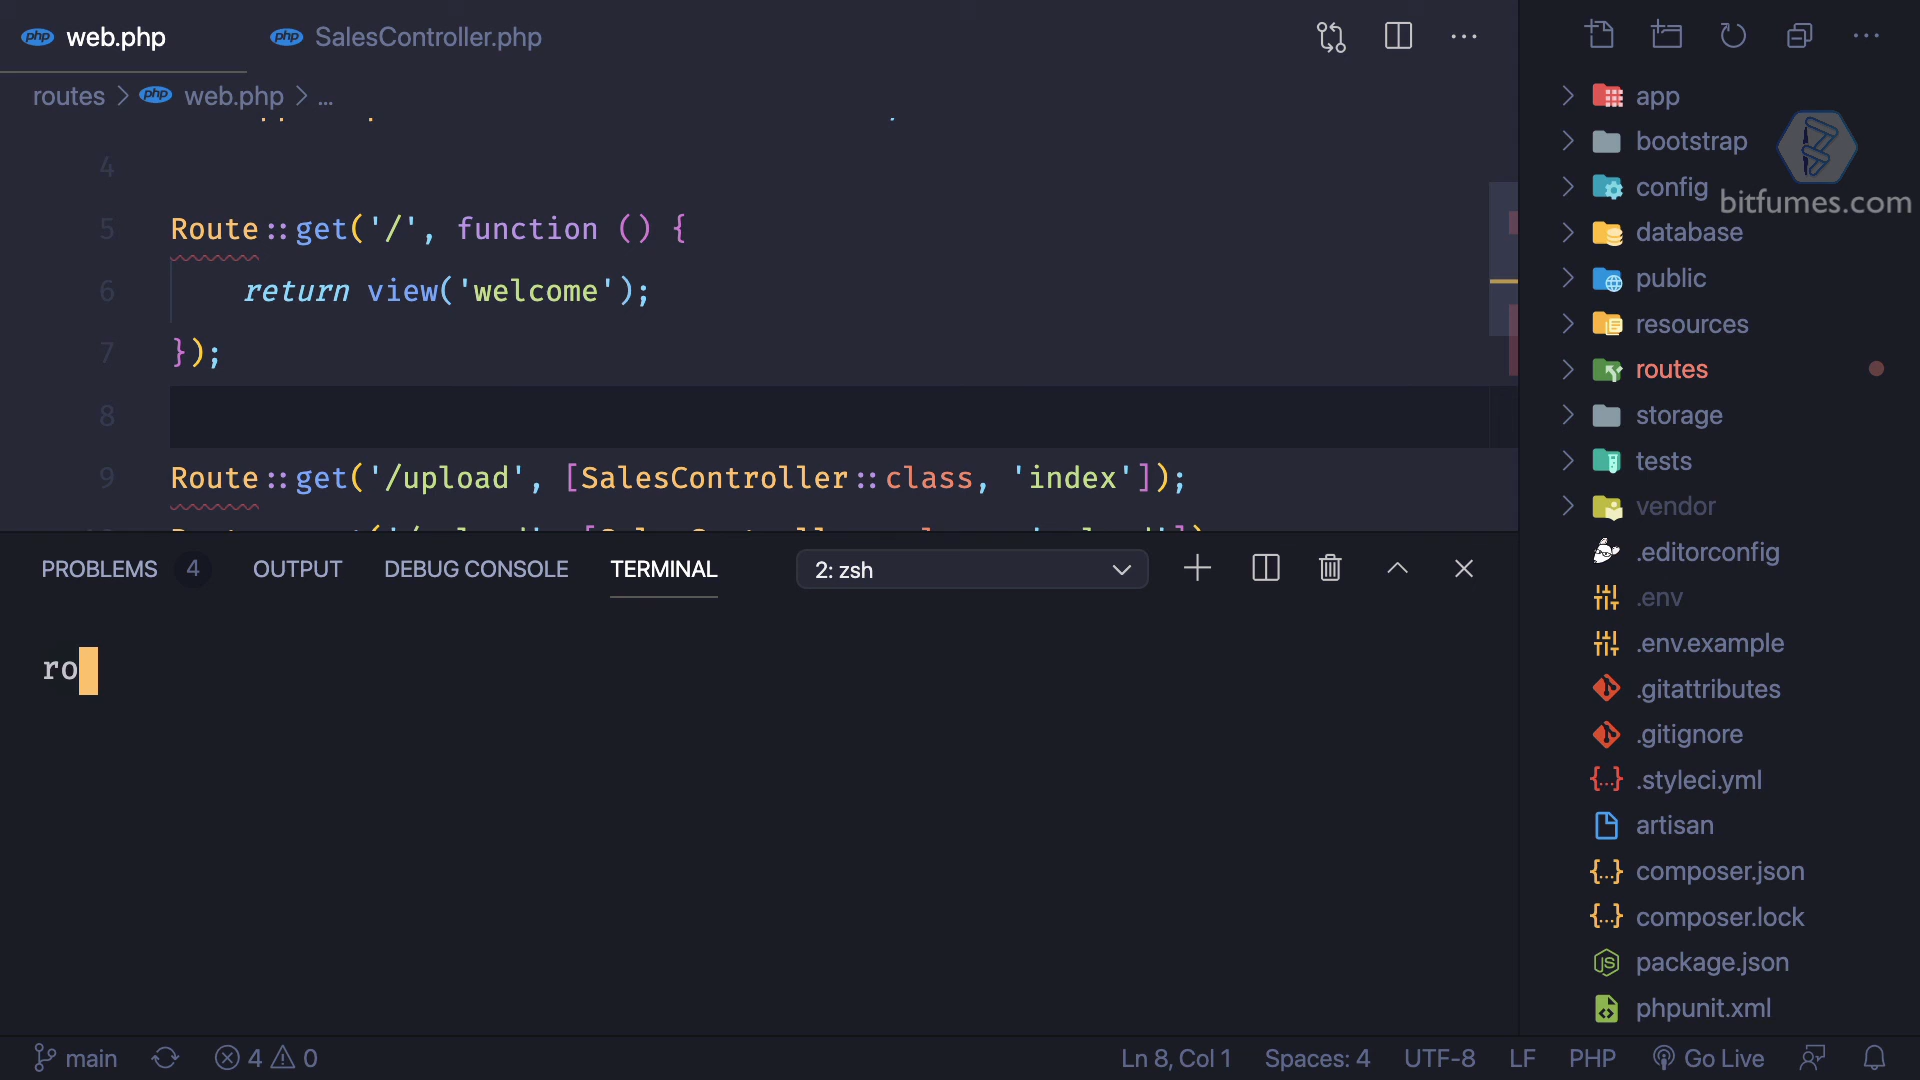 web.php
SalesController.php
routes > web.php > ...
4
5 Route::get('/', function () {
6 return view('welcome');
7 });
8
9 Route::get('/upload', [SalesController::class, 'index']);
PROBLEMS 4 OUTPUT DEBUG CONSOLE TERMINAL 2: zsh
ro
app
bootstrap
config
bitfumes.com
database
public
resources
routes
storage
tests
vendor
.editorconfig
.env
.env.example
.gitattributes
.gitignore
.styleci.yml
artisan
composer.json
composer.lock
package.json
phpunit.xml
main 4 0 Ln 8, Col 1 Spaces: 4 UTF-8 LF PHP Go Live